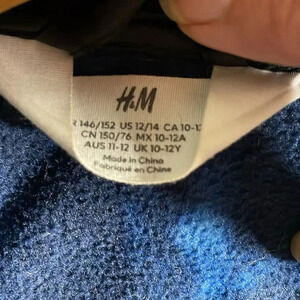 H&M
146/152 US 12/14 CA 10-1
CN 150/76 MX 10-12A
AUS 11-12 UK 10-12Y
Made in China
Fabriqué en Chine